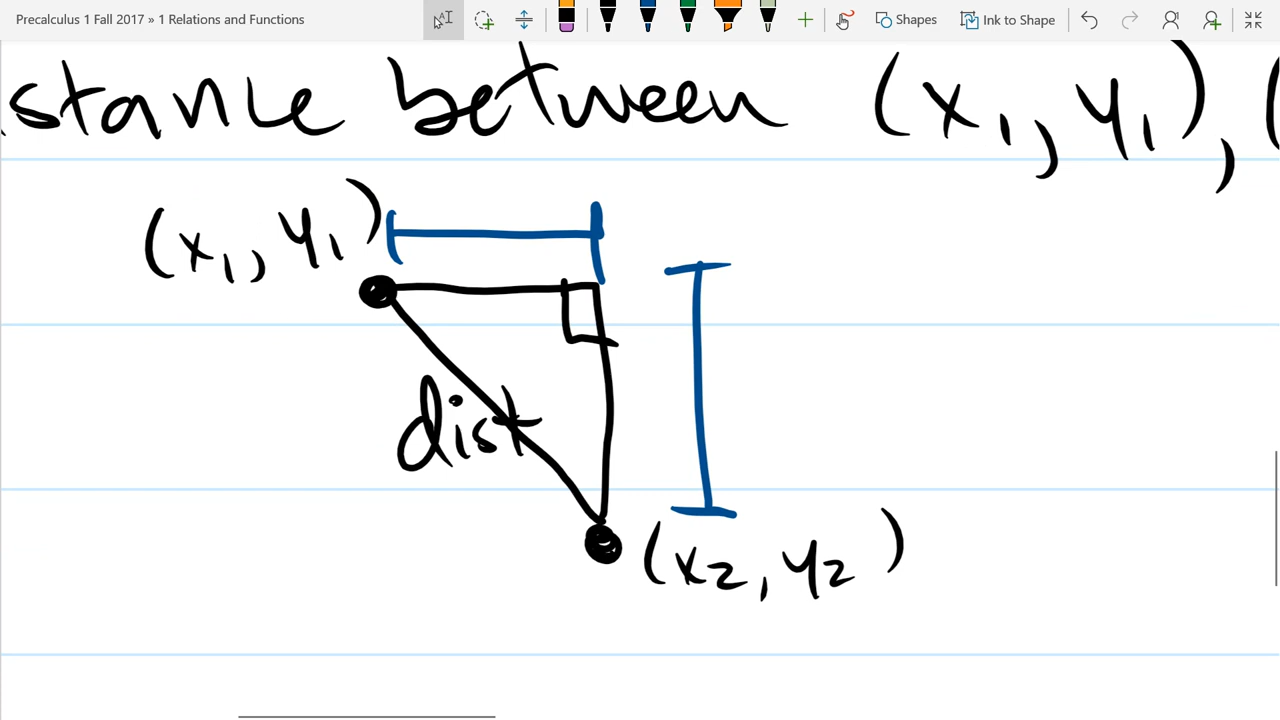 Precalculus 1 Fall 2017 » 1 Relations and Functions
Shapes
Ink to Shape
stance between (x₁, y₁), (
(x₁, y₁)
dist
(x₂, y₂)